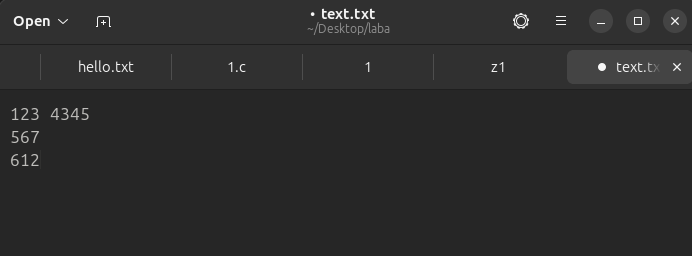 Open
• text.txt
~/Desktop/laba
hello.txt
1.c
1
z1
text.tx
123 4345
567
612